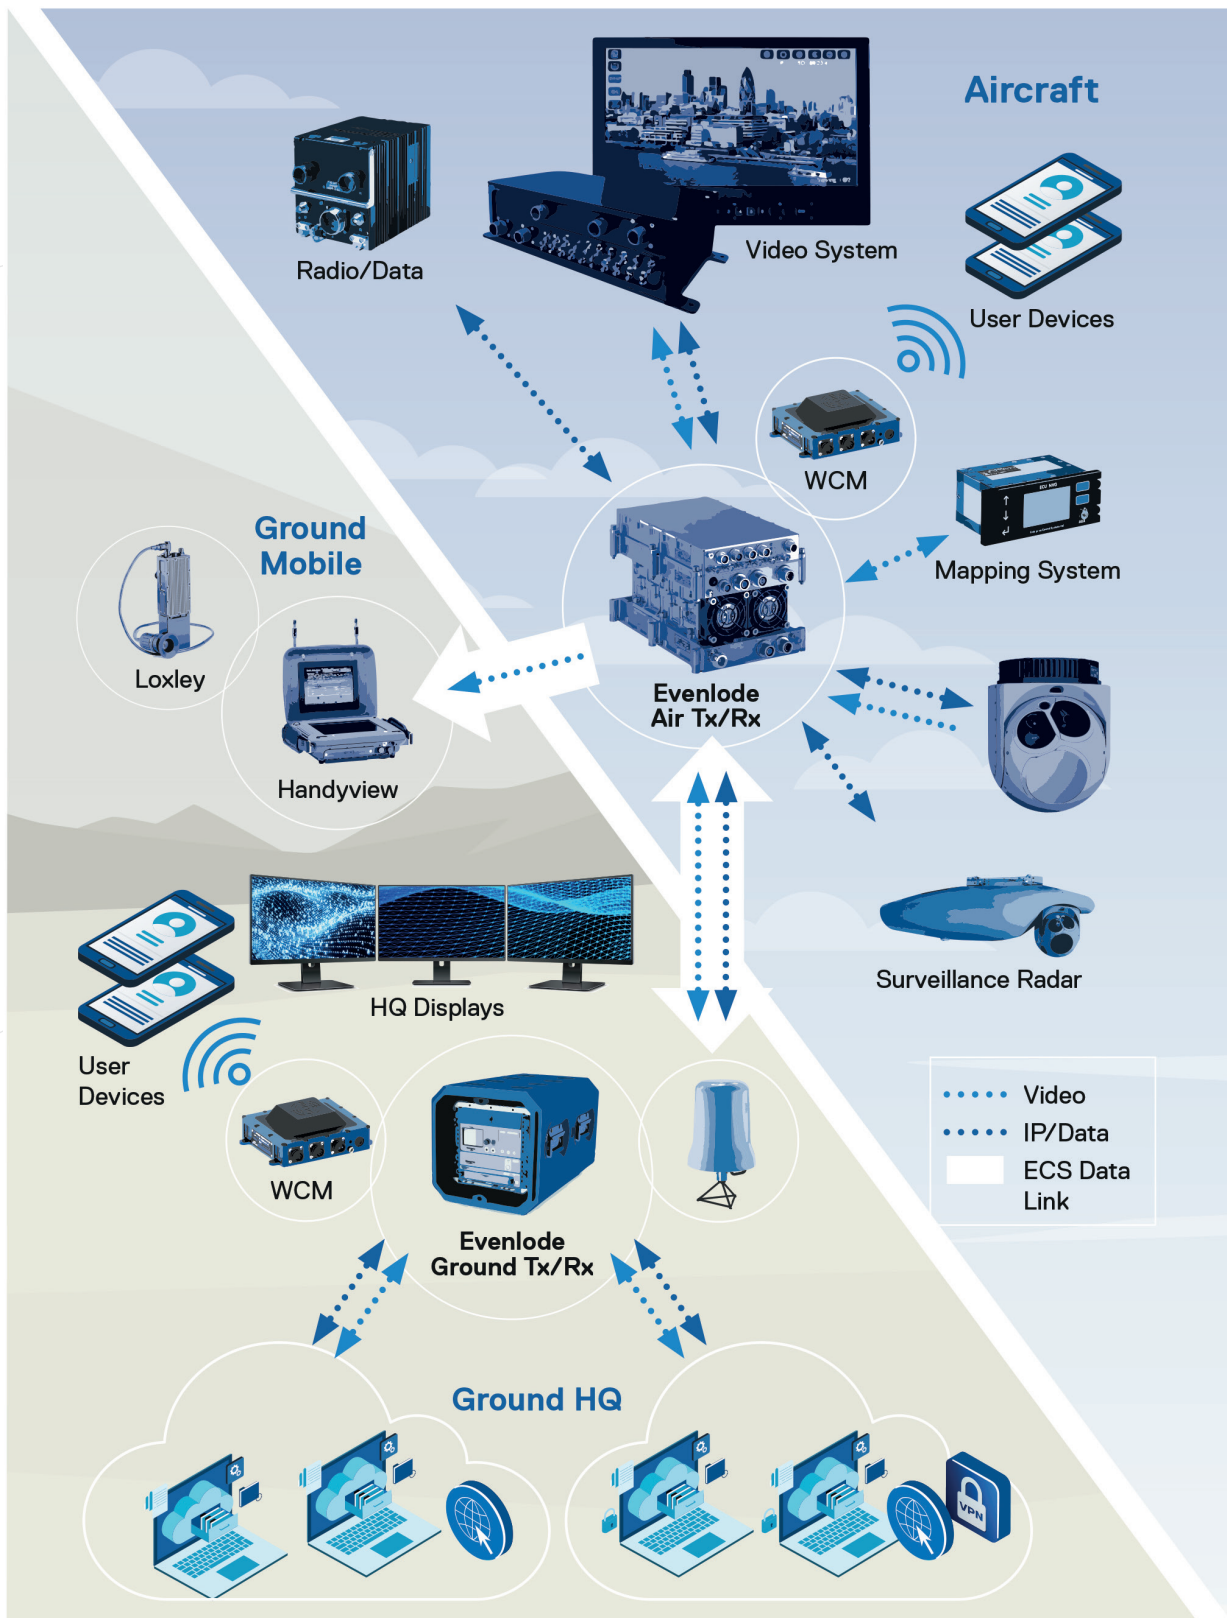 Aircraft
Radio/Data
Video System
User Devices
WCM
ECU NMG
Mapping System
Ground
Mobile
Loxley
Handyview
Evenlode
Air Tx/Rx
Surveillance Radar
HQ Displays
User
Devices
WCM
Evenlode
Ground Tx/Rx
Video
IP/Data
ECS Data
Link
Ground HQ
VPN